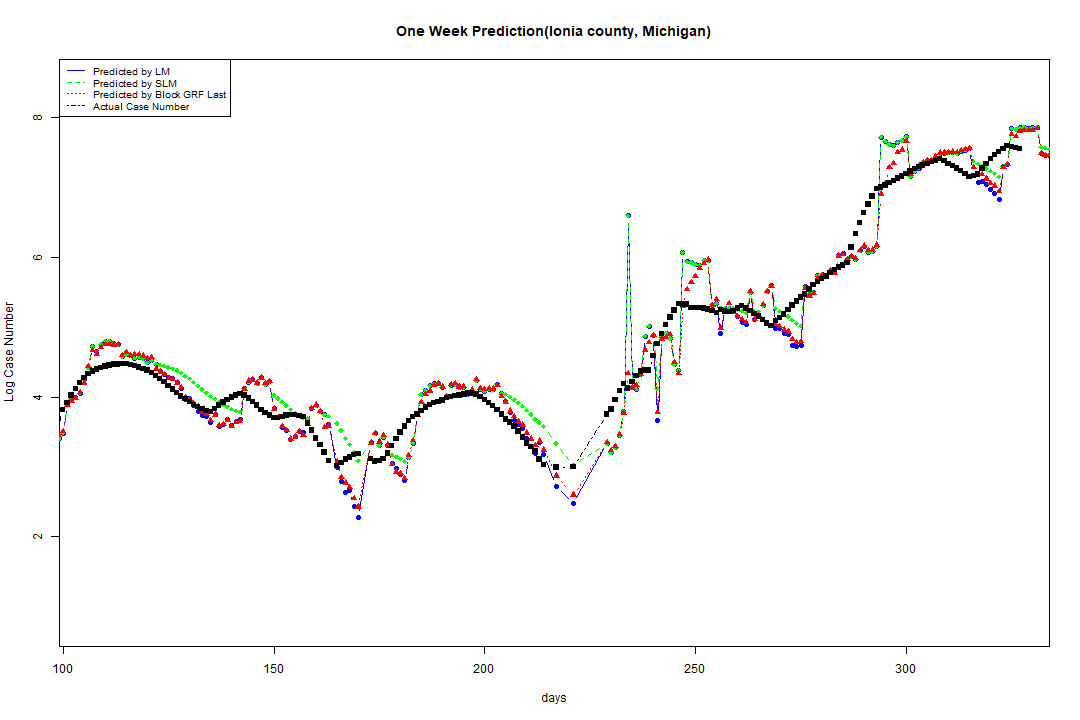 One Week Prediction(Ionia county, Michigan)
Predicted by LM
Predicted by SLM
Predicted by Block GRF Last
Actual Case Number
8
6
4
2
Log Case Number
100 150 200 250 300
days